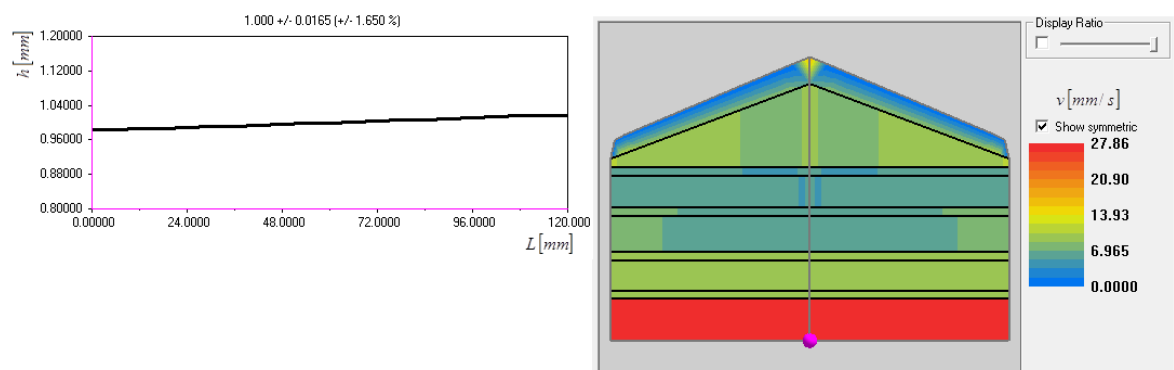 1.000 +/- 0.0165 (+/- 1.650 %)
h [mm]
1.20000
1.12000
1.04000
0.96000
0.88000
0.80000
0.00000 24.0000 48.0000 72.0000 96.0000 120.0000
L [mm]
Display Ratio
v [mm/s]
Show symmetric
27.86
20.90
13.93
6.965
0.0000